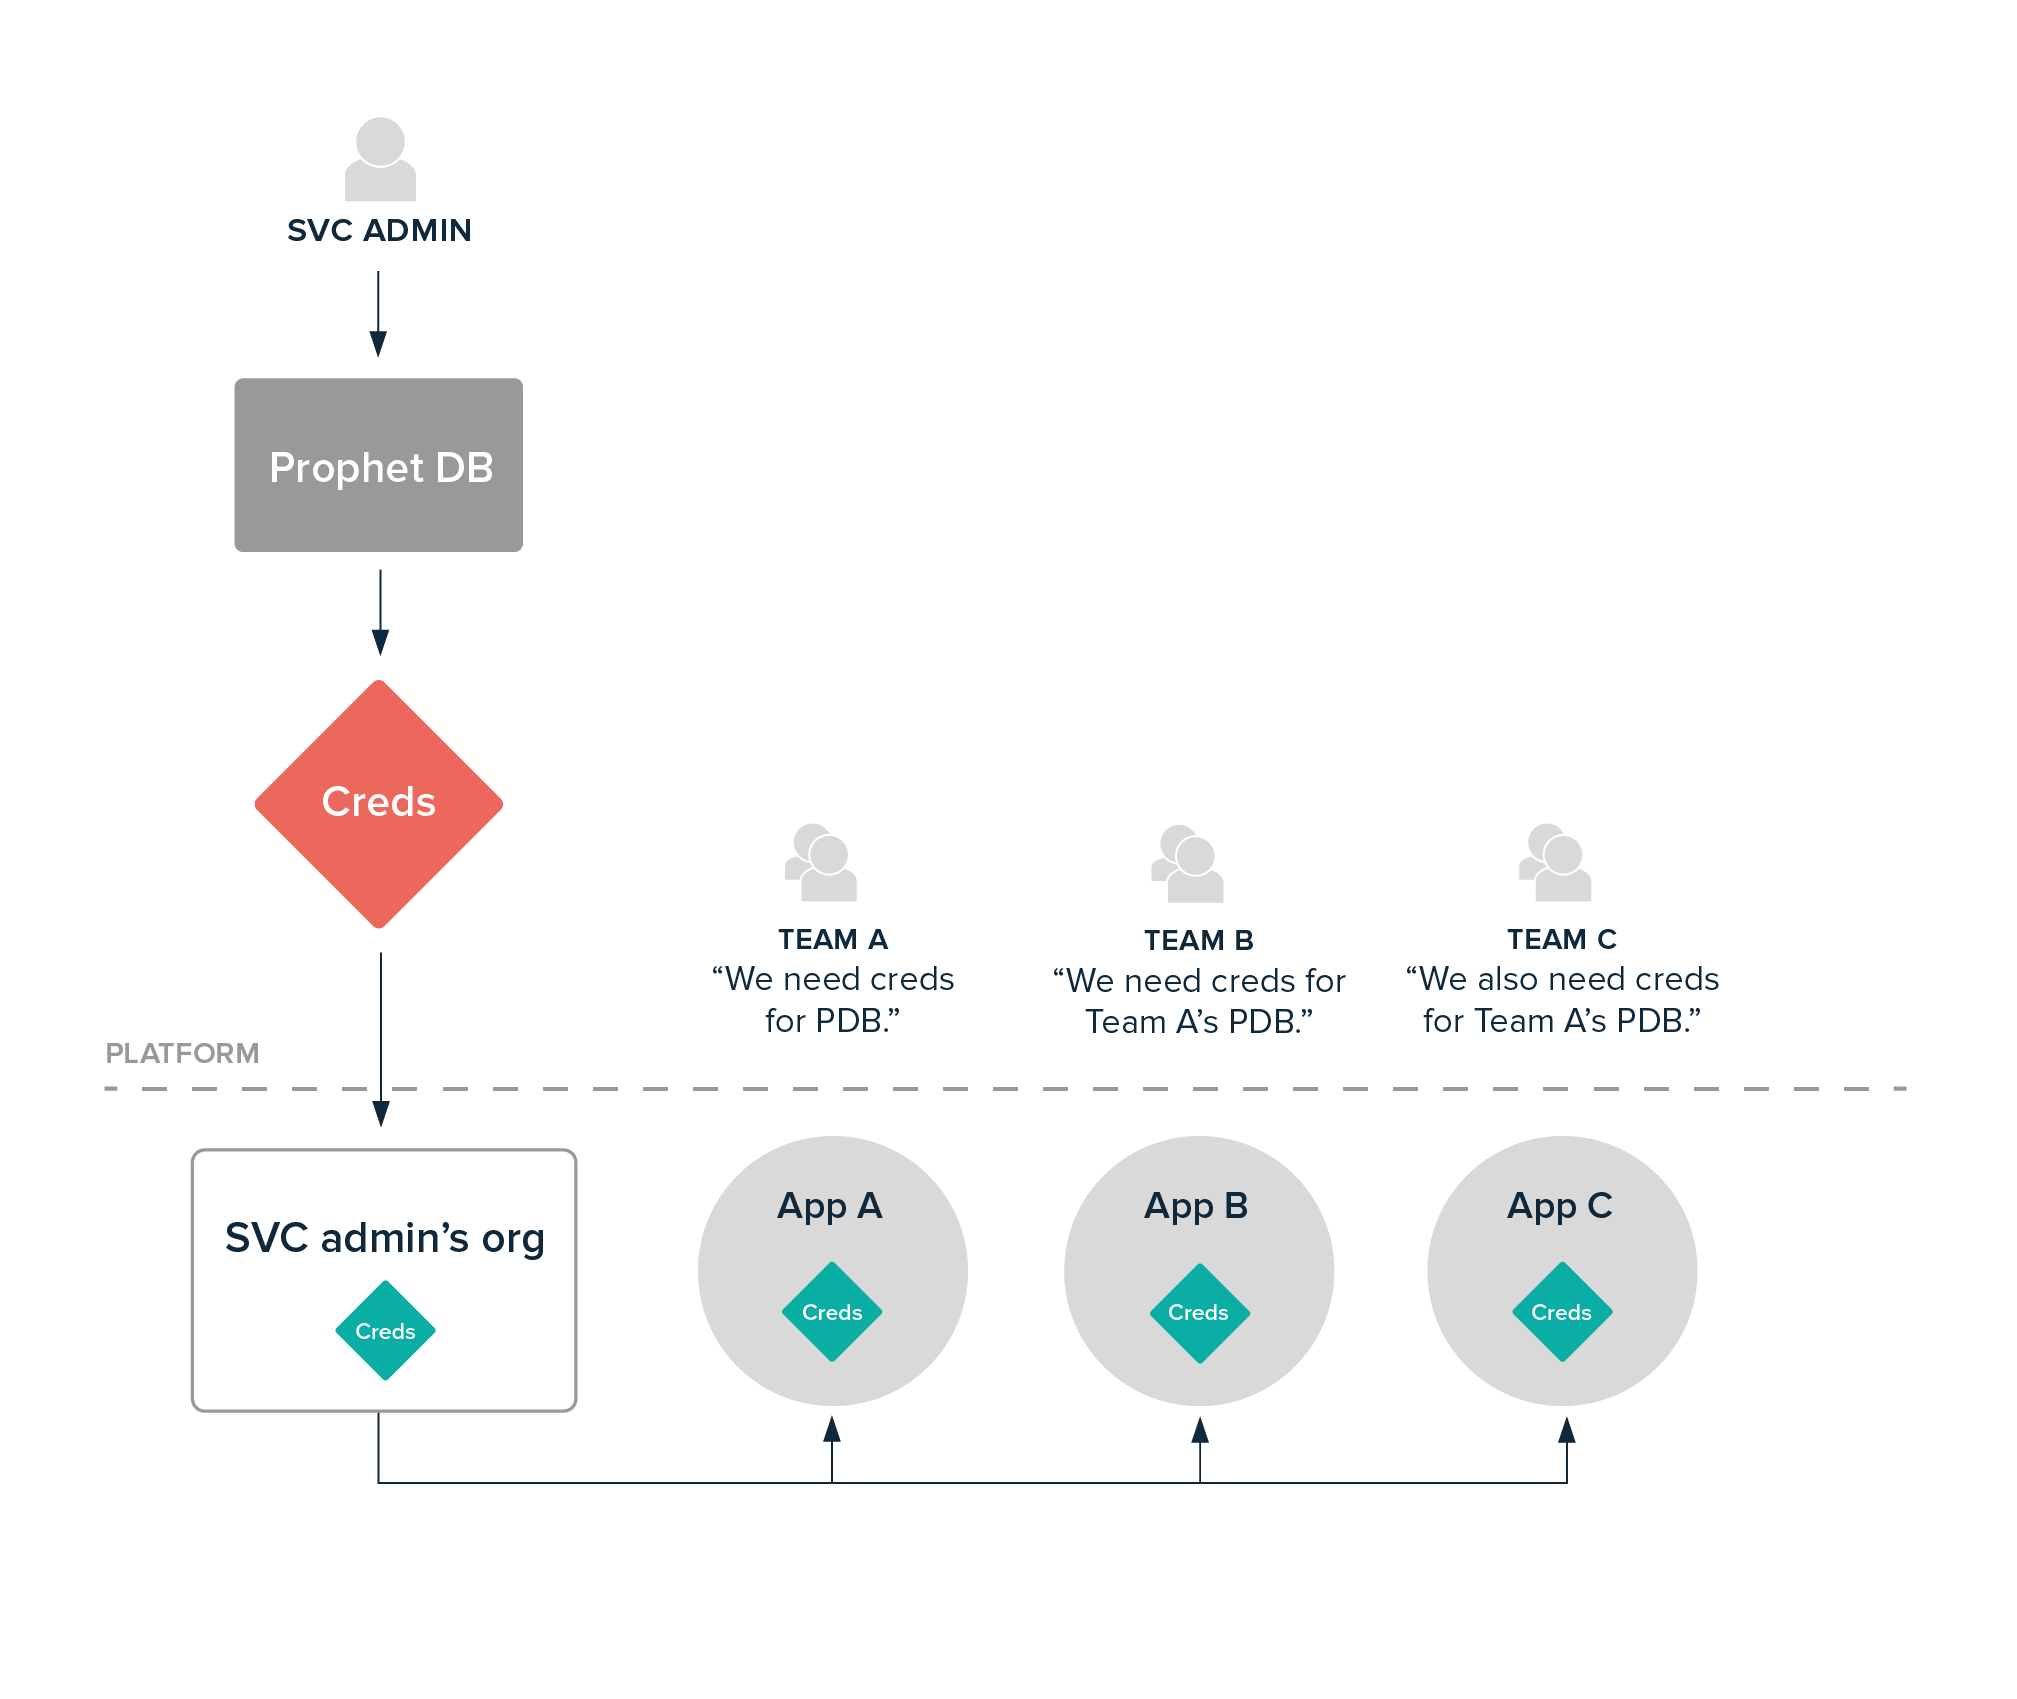 SVC ADMIN
Prophet DB
Creds
TEAM A
“We need creds
for PDB.”
TEAM B
“We need creds for
Team A’s PDB.”
TEAM C
“We also need creds
for Team A’s PDB.”
PLATFORM
SVC admin’s org
Creds
App A
Creds
App B
Creds
App C
Creds